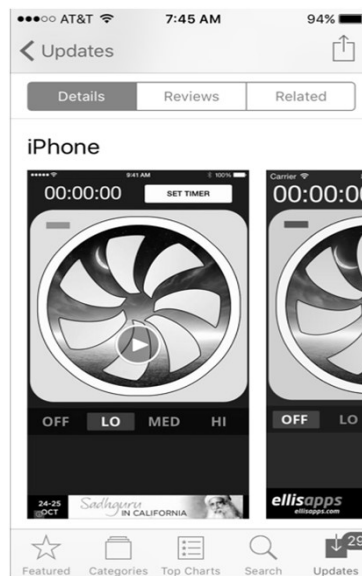 AT&T 7:45 AM 94%
Updates
Details Reviews Related
iPhone
9:41 AM 100%
00:00:00 SET TIMER
OFF LO MED HI
24-25
OCT
Sadhguru
IN CALIFORNIA
Carrier
00:00:0
OFF LO
ellisapps
ellisapps.com
Featured Categories Top Charts Search Updates
29